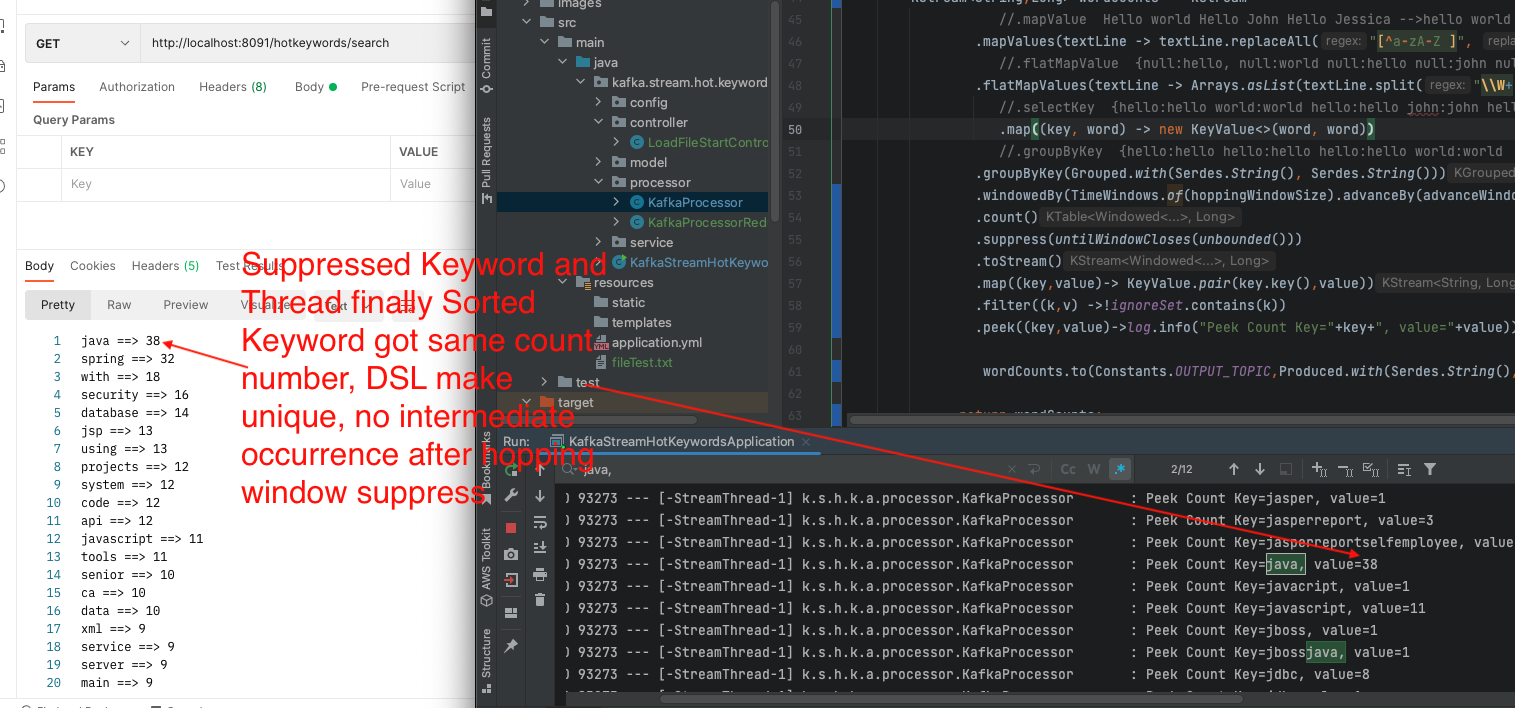 GET
http://localhost:8091/hotkeywords/search
Params
Authorization
Headers (8)
Body
Pre-request Script
Query Params
KEY
VALUE
Key
Value
Body
Cookies
Headers (5)
Test Results
Pretty
Raw
Preview
Visualize
Text
1 java ==> 38
2 spring ==> 32
3 with ==> 18
4 security ==> 16
5 database ==> 14
6 jsp ==> 13
7 using ==> 13
8 projects ==> 12
9 system ==> 12
10 code ==> 12
11 api ==> 12
12 javascript ==> 11
13 tools ==> 11
14 senior ==> 10
15 ca ==> 10
16 data ==> 10
17 xml ==> 9
18 service ==> 9
19 server ==> 9
20 main ==> 9
Suppressed Keyword and
Thread finally Sorted
Keyword got same count
number, DSL make
unique, no intermediate
occurrence after hopping
window suppress
Commit
Pull Requests
Bookmarks
AWS Toolkit
Structure
images
src
main
java
kafka.stream.hot.keyword
config
controller
LoadFileStartContro
model
processor
KafkaProcessor
KafkaProcessorRed
service
KafkaStreamHotKeywo
resources
static
templates
application.yml
fileTest.txt
test
target
45 //.mapValue Hello world Hello John Hello Jessica -->hello world
46 .mapValues(textLine -> textLine.replaceAll( regex: "[^a-zA-Z ]", repla
47 //.flatMapValue {null:hello, null:world null:hello null:john nul
48 .flatMapValues(textLine -> Arrays.asList(textLine.split( regex: "\\W+
49 //.selectKey {hello:hello world:world hello:hello john:john hell
50 .map((key, word) -> new KeyValue<>(word, word))
51 //.groupByKey {hello:hello hello:hello hello:hello world:world
52 .groupByKey(Grouped.with(Serdes.String(), Serdes.String())) KGrouped
53 .windowedBy(TimeWindows.of(hoppingWindowSize).advanceBy(advanceWindo
54 .count() KTable<Windowed<...>, Long>
55 .suppress(untilWindowCloses(unbounded()))
56 .toStream() KStream<Windowed<...>, Long>
57 .map((key,value)-> KeyValue.pair(key.key(),value)) KStream<String, Long
58 .filter((k,v) ->!ignoreSet.contains(k))
59 .peek((key,value)->log.info("Peek Count Key="+key+", value="+value))
60
61 wordCounts.to(Constants.OUTPUT_TOPIC,Produced.with(Serdes.String(),
62
63
Run:
KafkaStreamHotKeywordsApplication
java,
Cc
W
2/12
93273 --- [-StreamThread-1] k.s.h.k.a.processor.KafkaProcessor : Peek Count Key=jasper, value=1
93273 --- [-StreamThread-1] k.s.h.k.a.processor.KafkaProcessor : Peek Count Key=jasperreport, value=3
93273 --- [-StreamThread-1] k.s.h.k.a.processor.KafkaProcessor : Peek Count Key=jasperreportselfemployee, value
93273 --- [-StreamThread-1] k.s.h.k.a.processor.KafkaProcessor : Peek Count Key=java, value=38
93273 --- [-StreamThread-1] k.s.h.k.a.processor.KafkaProcessor : Peek Count Key=javacript, value=1
93273 --- [-StreamThread-1] k.s.h.k.a.processor.KafkaProcessor : Peek Count Key=javascript, value=11
93273 --- [-StreamThread-1] k.s.h.k.a.processor.KafkaProcessor : Peek Count Key=jboss, value=1
93273 --- [-StreamThread-1] k.s.h.k.a.processor.KafkaProcessor : Peek Count Key=jbossjava, value=1
93273 --- [-StreamThread-1] k.s.h.k.a.processor.KafkaProcessor : Peek Count Key=jdbc, value=8